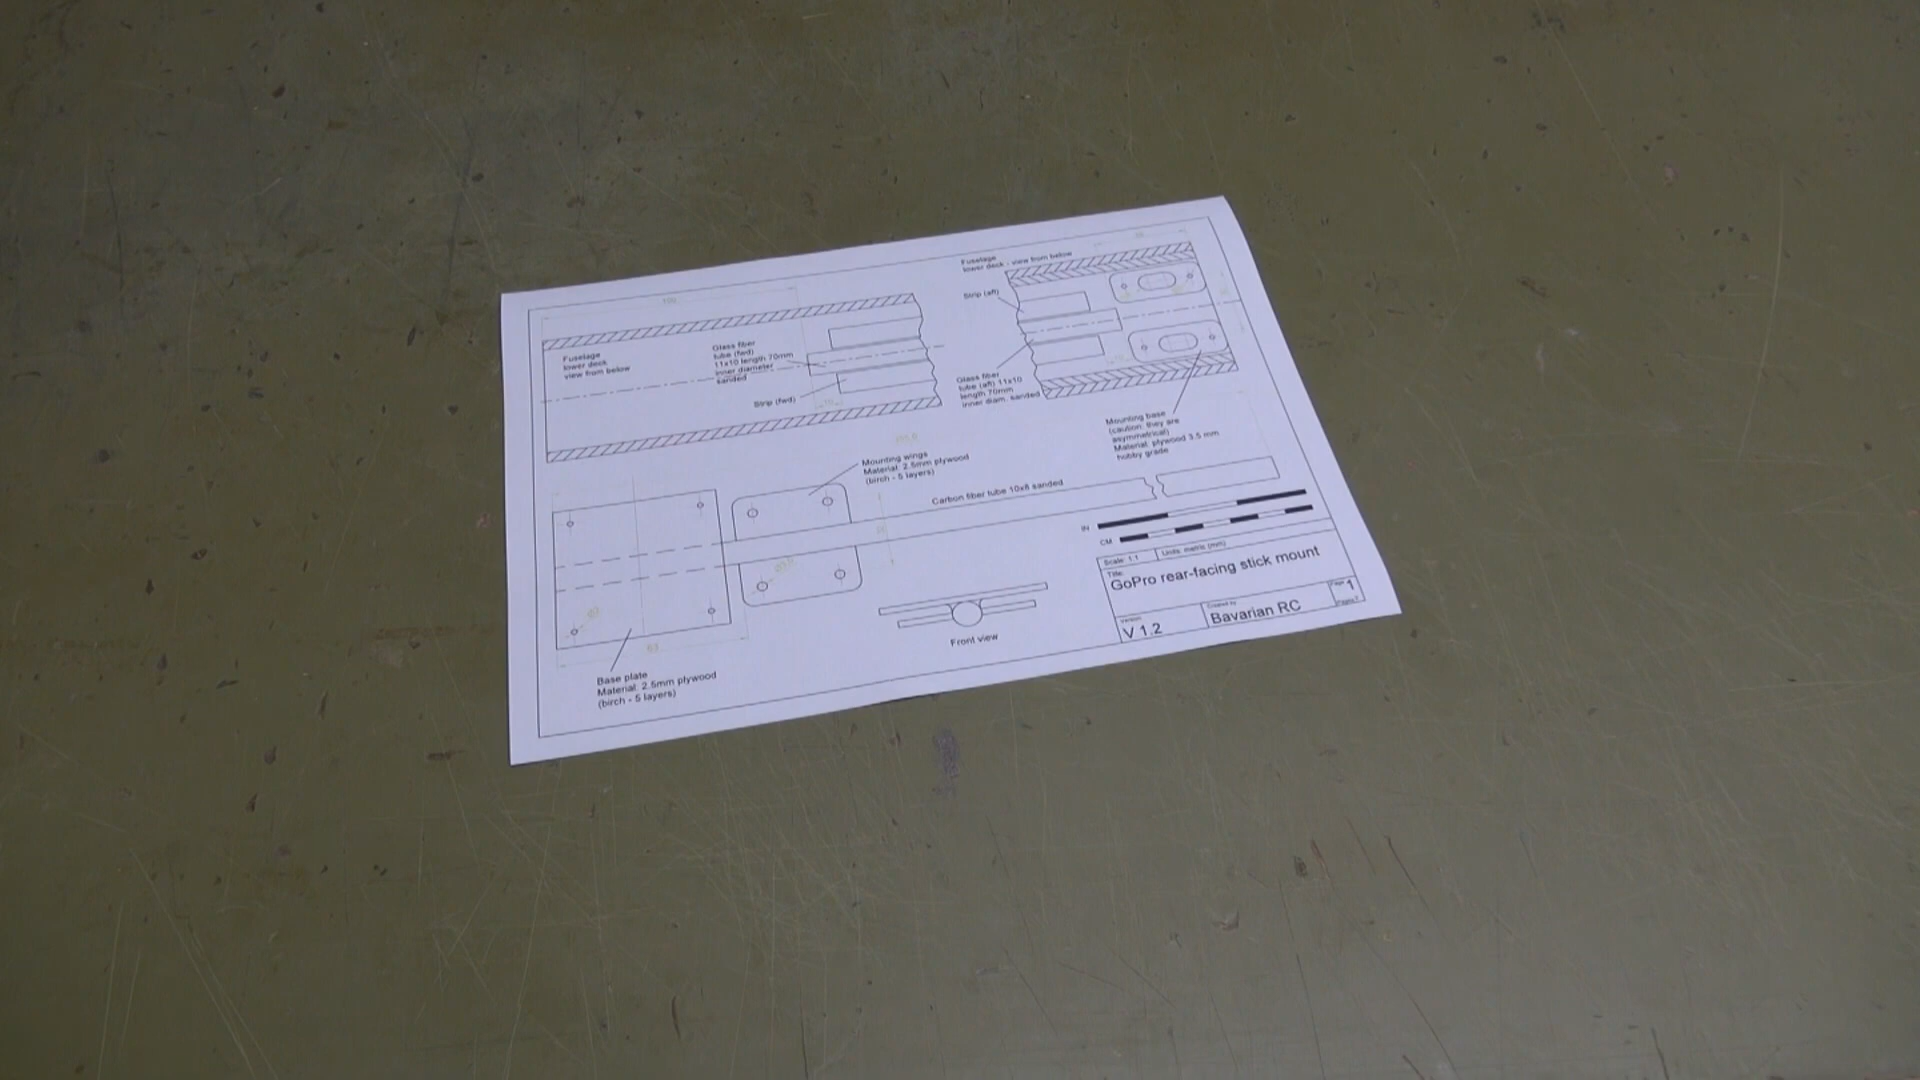 Fuselage
lower deck - view from below
Strip (aft)
Fuselage
lower deck
view from below
Glass fiber
tube (fwd)
11x10 length 70mm
inner diameter
sanded
Strip (fwd)
Glass fiber
tube (aft) 11x10
length 70mm
inner diam. sanded
Mounting base
(caution: they are
asymmetrical)
Material: plywood 3.5 mm
hobby grade
Mounting wings
Material: 2.5mm plywood
(birch - 5 layers)
Carbon fiber tube 10x8 sanded
IN
CM
Scale: 1:1
Units: metric (mm)
Title:
GoPro rear-facing stick mount
Version:
V 1.2
Created by
Bavarian RC
Page
1
Front view
63
Base plate
Material: 2.5mm plywood
(birch - 5 layers)